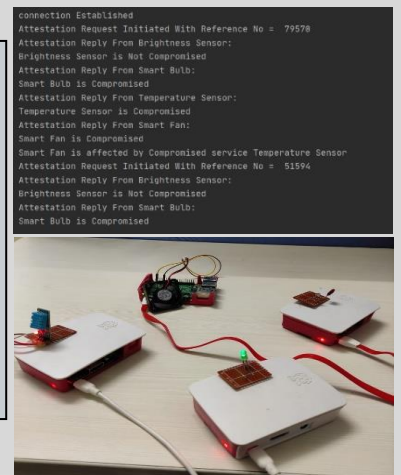 connection Established
Attestation Request Initiated With Reference No =  79578
Attestation Reply From Brightness Sensor:
Brightness Sensor is Not Compromised
Attestation Reply From Smart Bulb:
Smart Bulb is Compromised
Attestation Reply From Temperature Sensor:
Temperature Sensor is Compromised
Attestation Reply From Smart Fan:
Smart Fan is Compromised
Smart Fan is affected by Compromised service Temperature Sensor
Attestation Request Initiated With Reference No =  51594
Attestation Reply From Brightness Sensor:
Brightness Sensor is Not Compromised
Attestation Reply From Smart Bulb:
Smart Bulb is Compromised